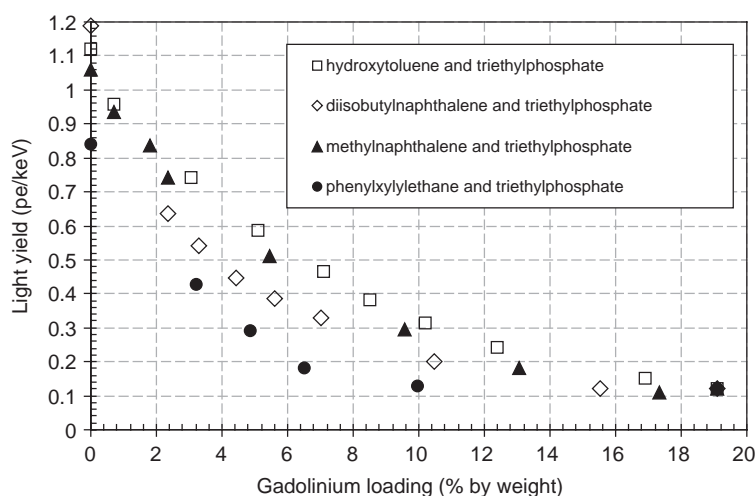 1.2
1.1
1
0.9
0.8
0.7
0.6
0.5
0.4
0.3
0.2
0.1
0
Light yield (pe/keV)
hydroxytoluene and triethylphosphate
diisobutylnaphthalene and triethylphosphate
methylnaphthalene and triethylphosphate
phenylxylylethane and triethylphosphate
0 2 4 6 8 10 12 14 16 18 20
Gadolinium loading (% by weight)